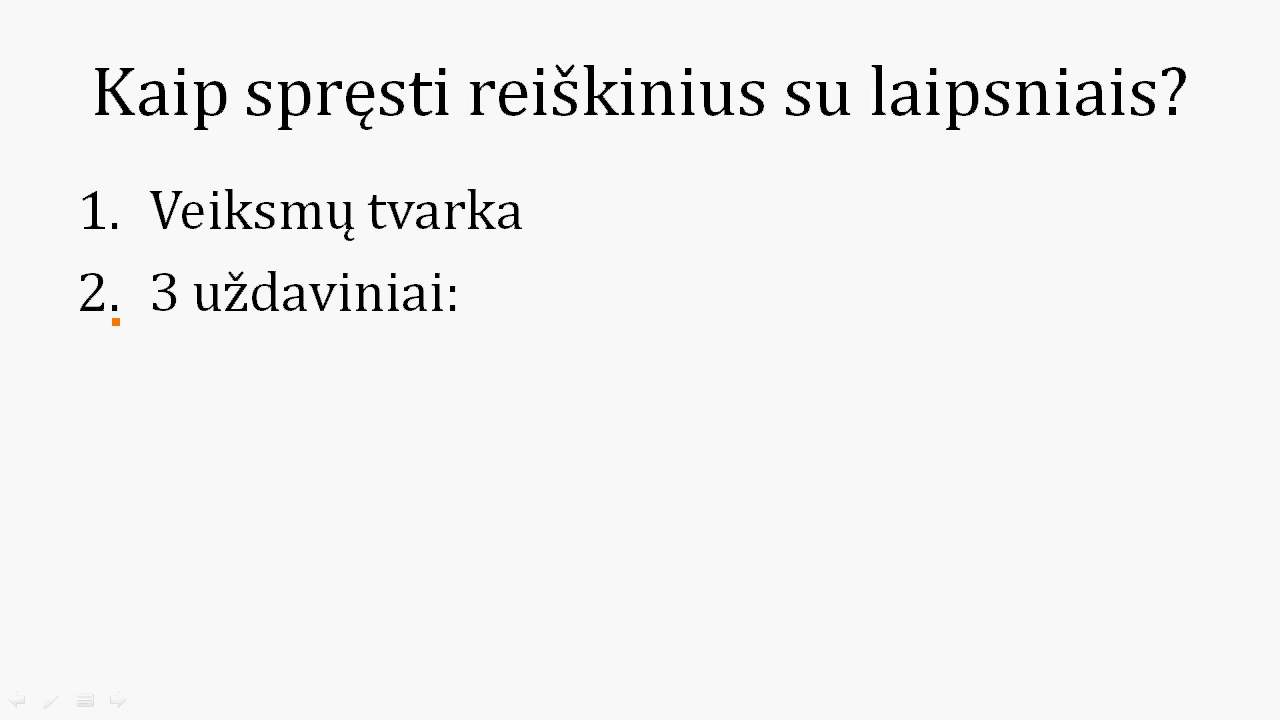 Kaip spręsti reiškinius su laipsniais?
1. Veiksmų tvarka
2. 3 uždaviniai: